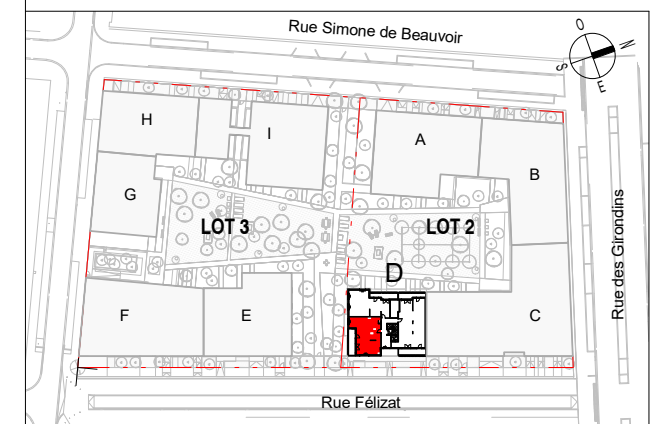 Rue Simone de Beauvoir
O
N
S
E
H
I
A
B
G
LOT 3
LOT 2
D
Rue des Girondins
F
E
C
Rue Félizat